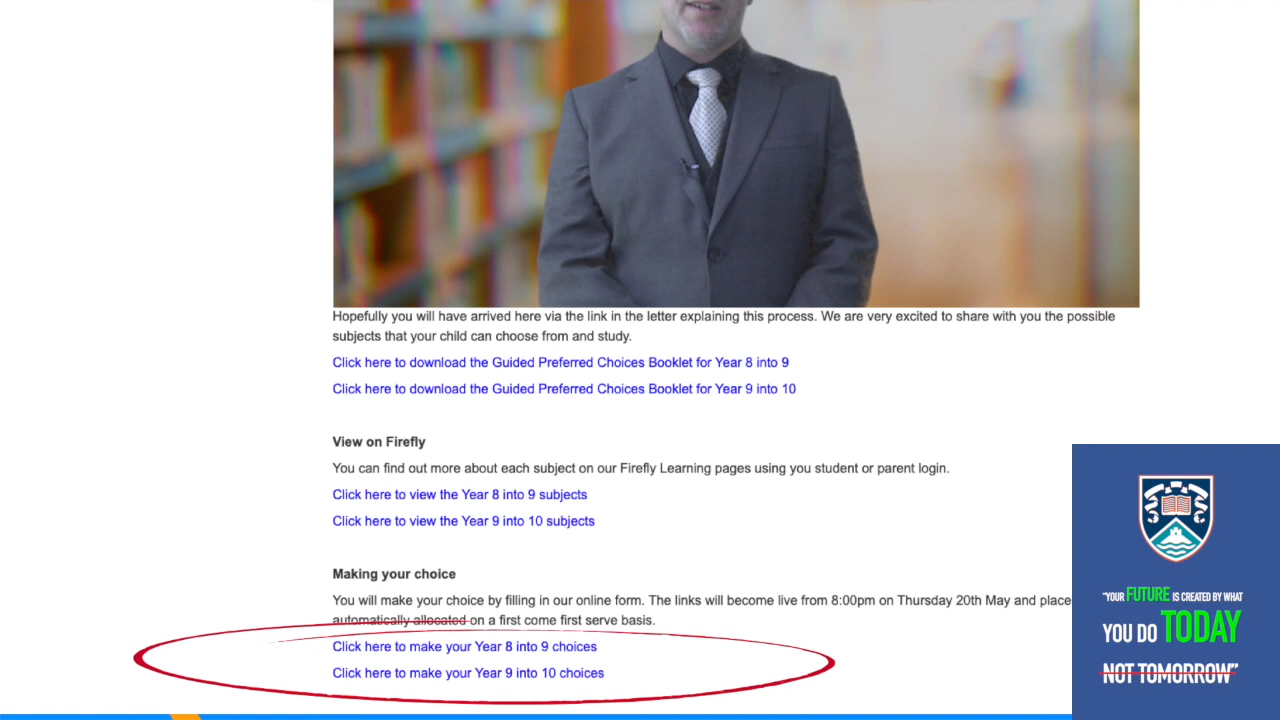 Hopefully you will have arrived here via the link in the letter explaining this process. We are very excited to share with you the possible
subjects that your child can choose from and study.
Click here to download the Guided Preferred Choices Booklet for Year 8 into 9
Click here to download the Guided Preferred Choices Booklet for Year 9 into 10
View on Firefly
You can find out more about each subject on our Firefly Learning pages using you student or parent login.
Click here to view the Year 8 into 9 subjects
Click here to view the Year 9 into 10 subjects
Making your choice
You will make your choice by filling in our online form. The links will become live from 8:00pm on Thursday 20th May and place
automatically allocated on a first come first serve basis.
Click here to make your Year 8 into 9 choices
Click here to make your Year 9 into 10 choices
"YOUR FUTURE IS CREATED BY WHAT
YOU DO TODAY
NOT TOMORROW"